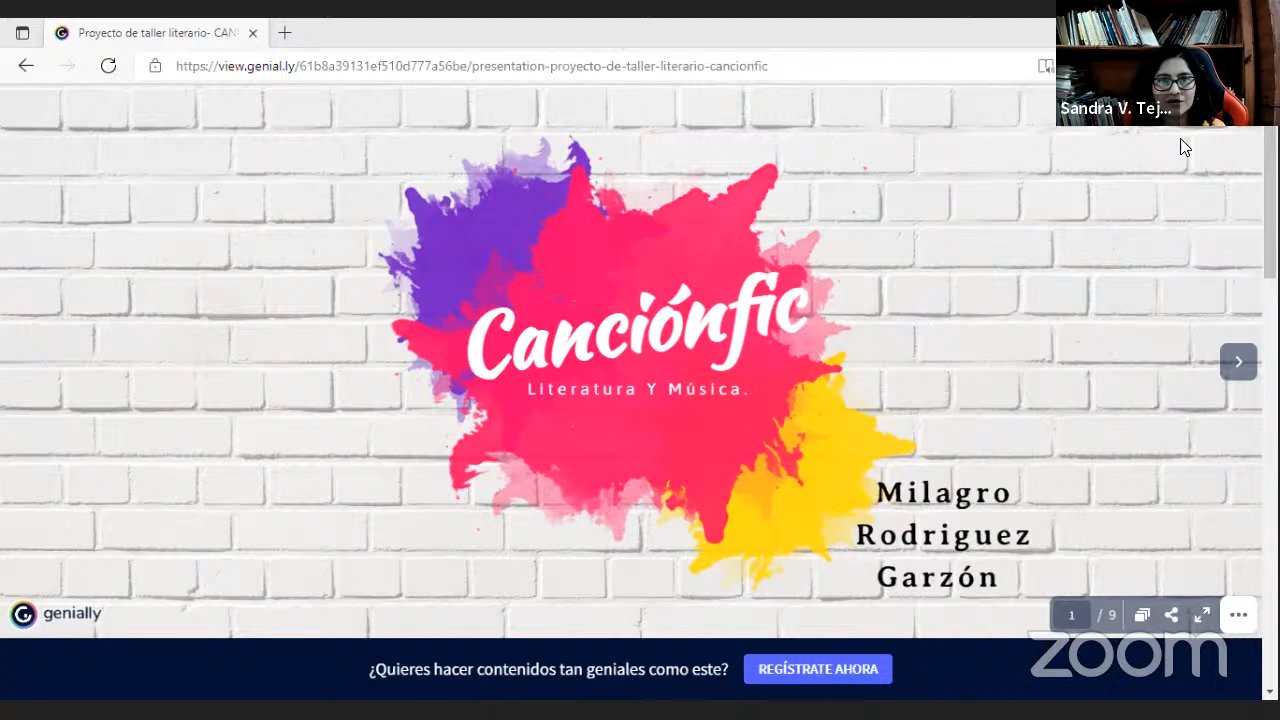 Proyecto de taller literario- CAN
https://view.genial.ly/61b8a39131ef510d777a56be/presentation-proyecto-de-taller-literario-cancionfic
Sandra V. Tej...
Canciónfic
Literatura Y Música.
Milagro
Rodriguez
Garzón
genially
1 / 9
zoom
¿Quieres hacer contenidos tan geniales como este?
REGÍSTRATE AHORA